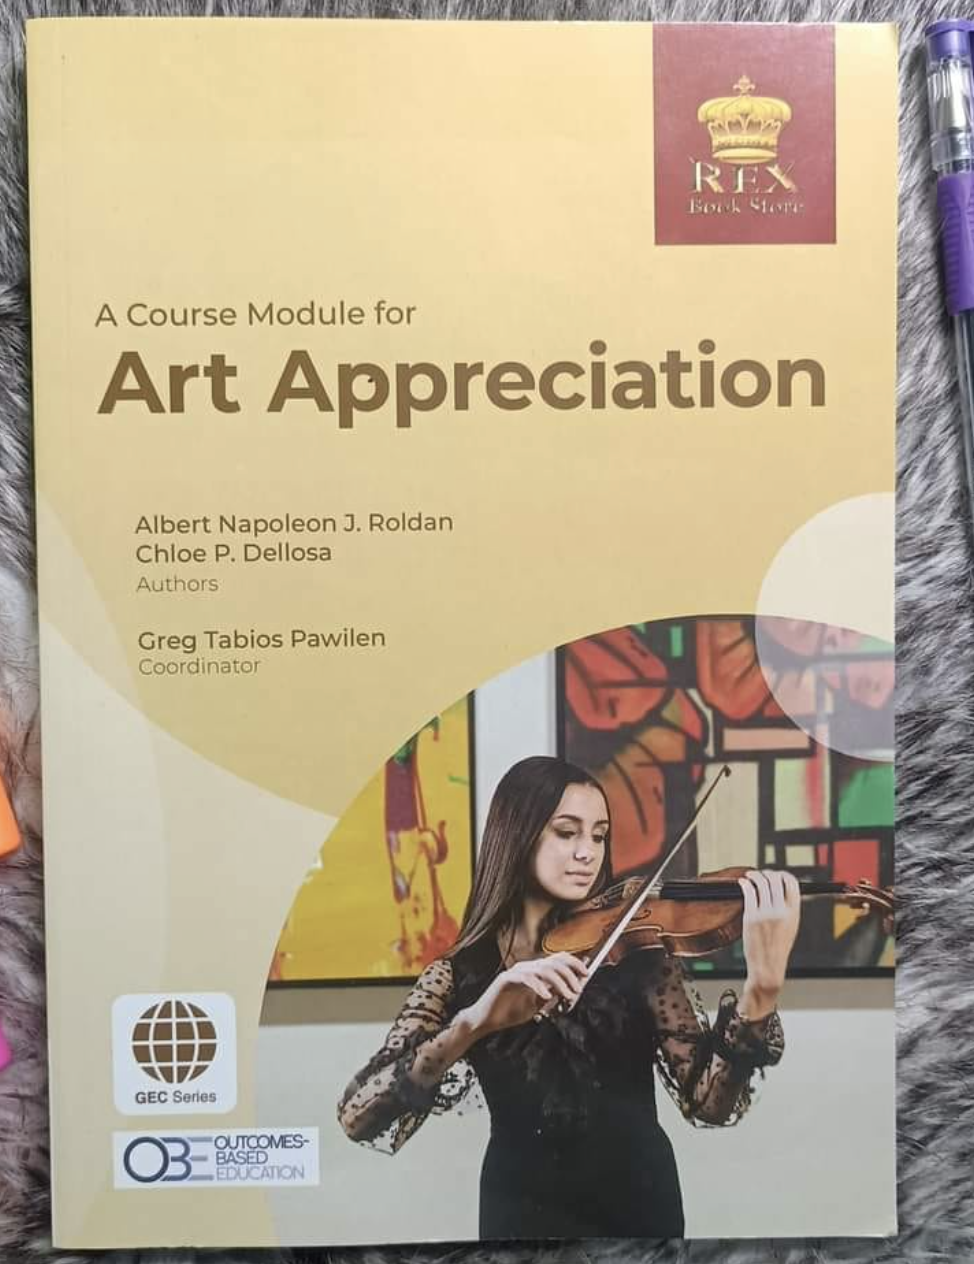 REX
Book Store
A Course Module for
Art Appreciation
Albert Napoleon J. Roldan
Chloe P. Dellosa
Authors
Greg Tabios Pawilen
Coordinator
GEC Series
OBE OUTCOMES-
BASED
EDUCATION